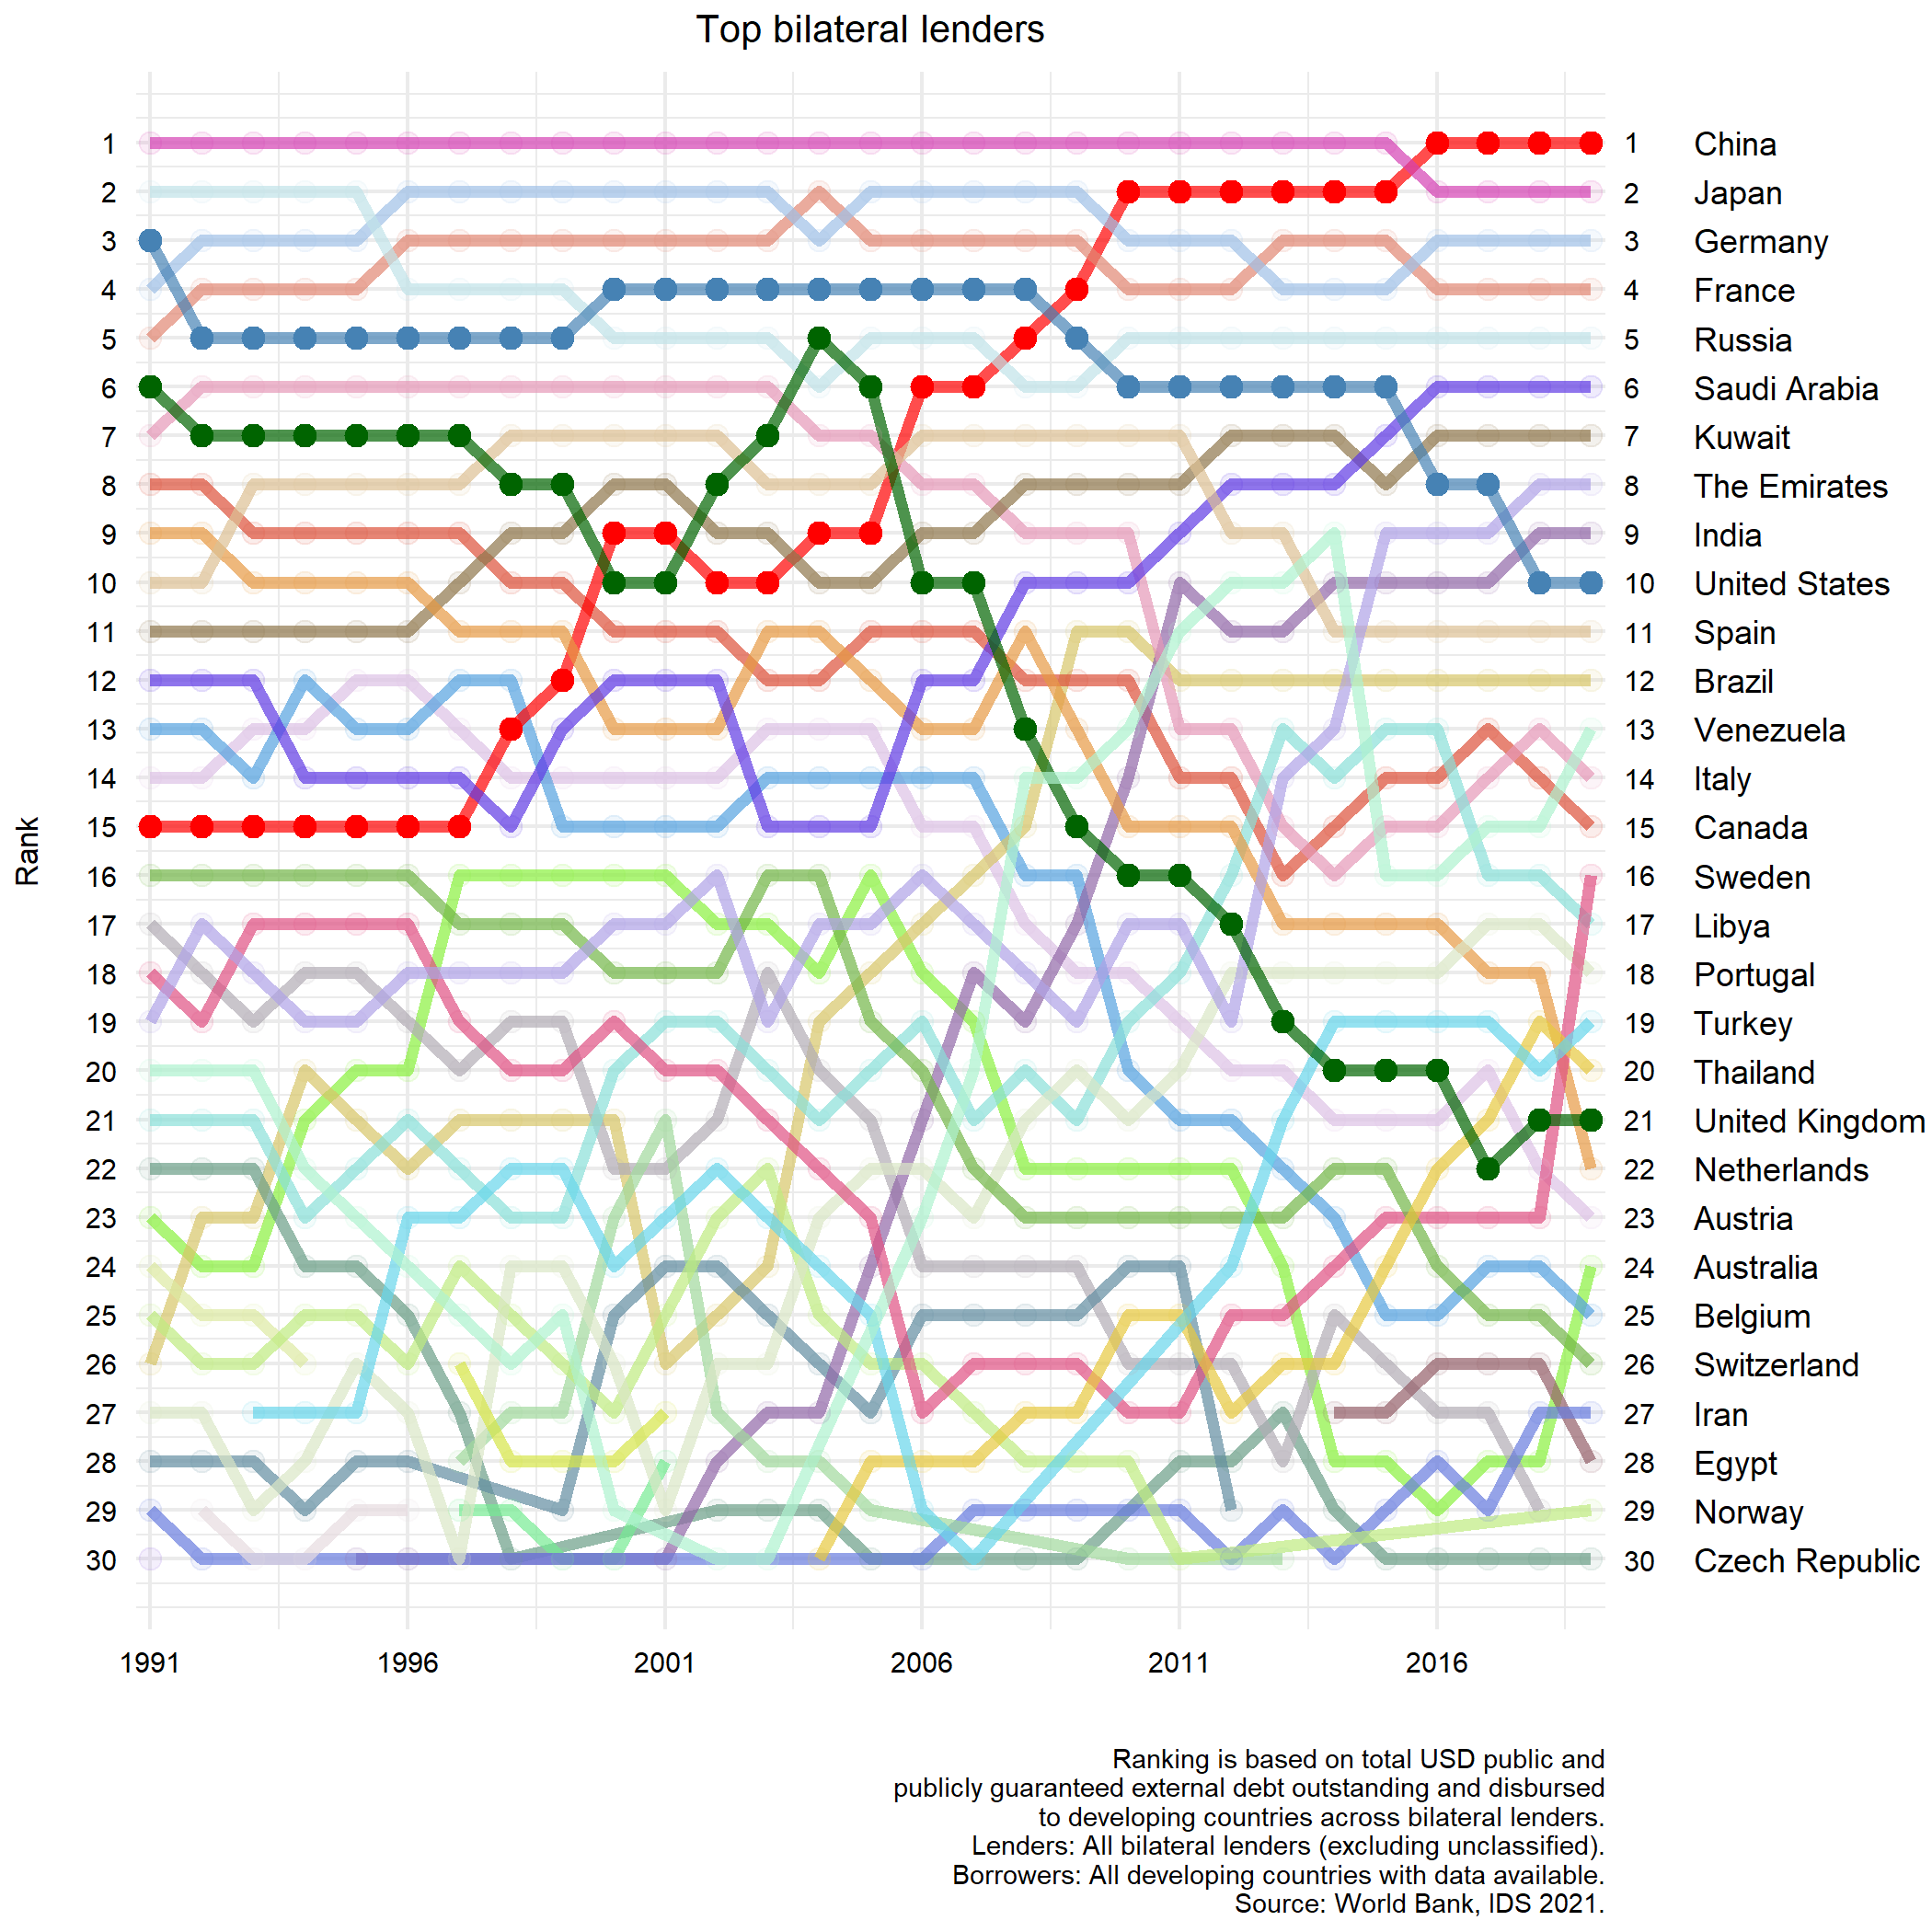 Top bilateral lenders
Rank
1 1 China
2 2 Japan
3 3 Germany
4 4 France
5 5 Russia
6 6 Saudi Arabia
7 7 Kuwait
8 8 The Emirates
9 9 India
10 10 United States
11 11 Spain
12 12 Brazil
13 13 Venezuela
14 14 Italy
15 15 Canada
16 16 Sweden
17 17 Libya
18 18 Portugal
19 19 Turkey
20 20 Thailand
21 21 United Kingdom
22 22 Netherlands
23 23 Austria
24 24 Australia
25 25 Belgium
26 26 Switzerland
27 27 Iran
28 28 Egypt
29 29 Norway
30 30 Czech Republic
1991 1996 2001 2006 2011 2016
Ranking is based on total USD public and
publicly guaranteed external debt outstanding and disbursed
to developing countries across bilateral lenders.
Lenders: All bilateral lenders (excluding unclassified).
Borrowers: All developing countries with data available.
Source: World Bank, IDS 2021.